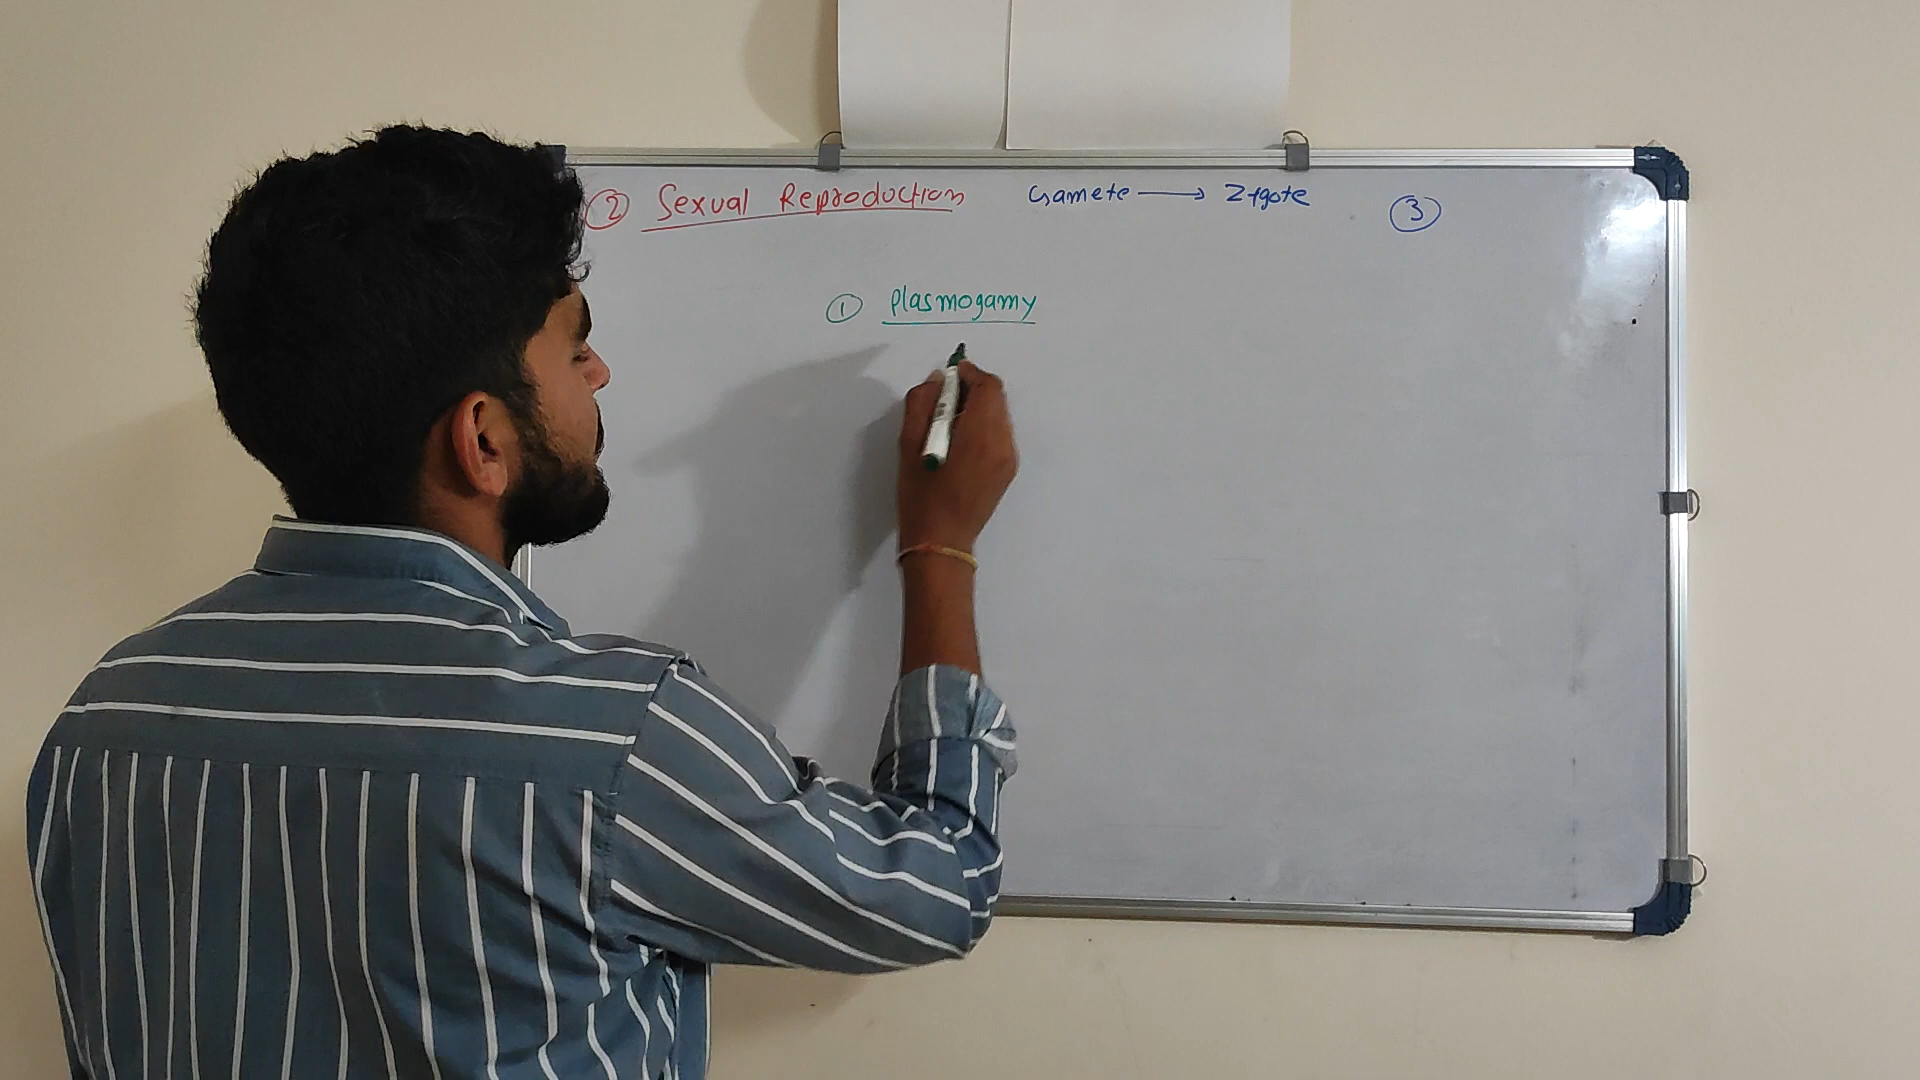 ② Sexual Reproduction Gamete → Zygote ③
① Plasmogamy